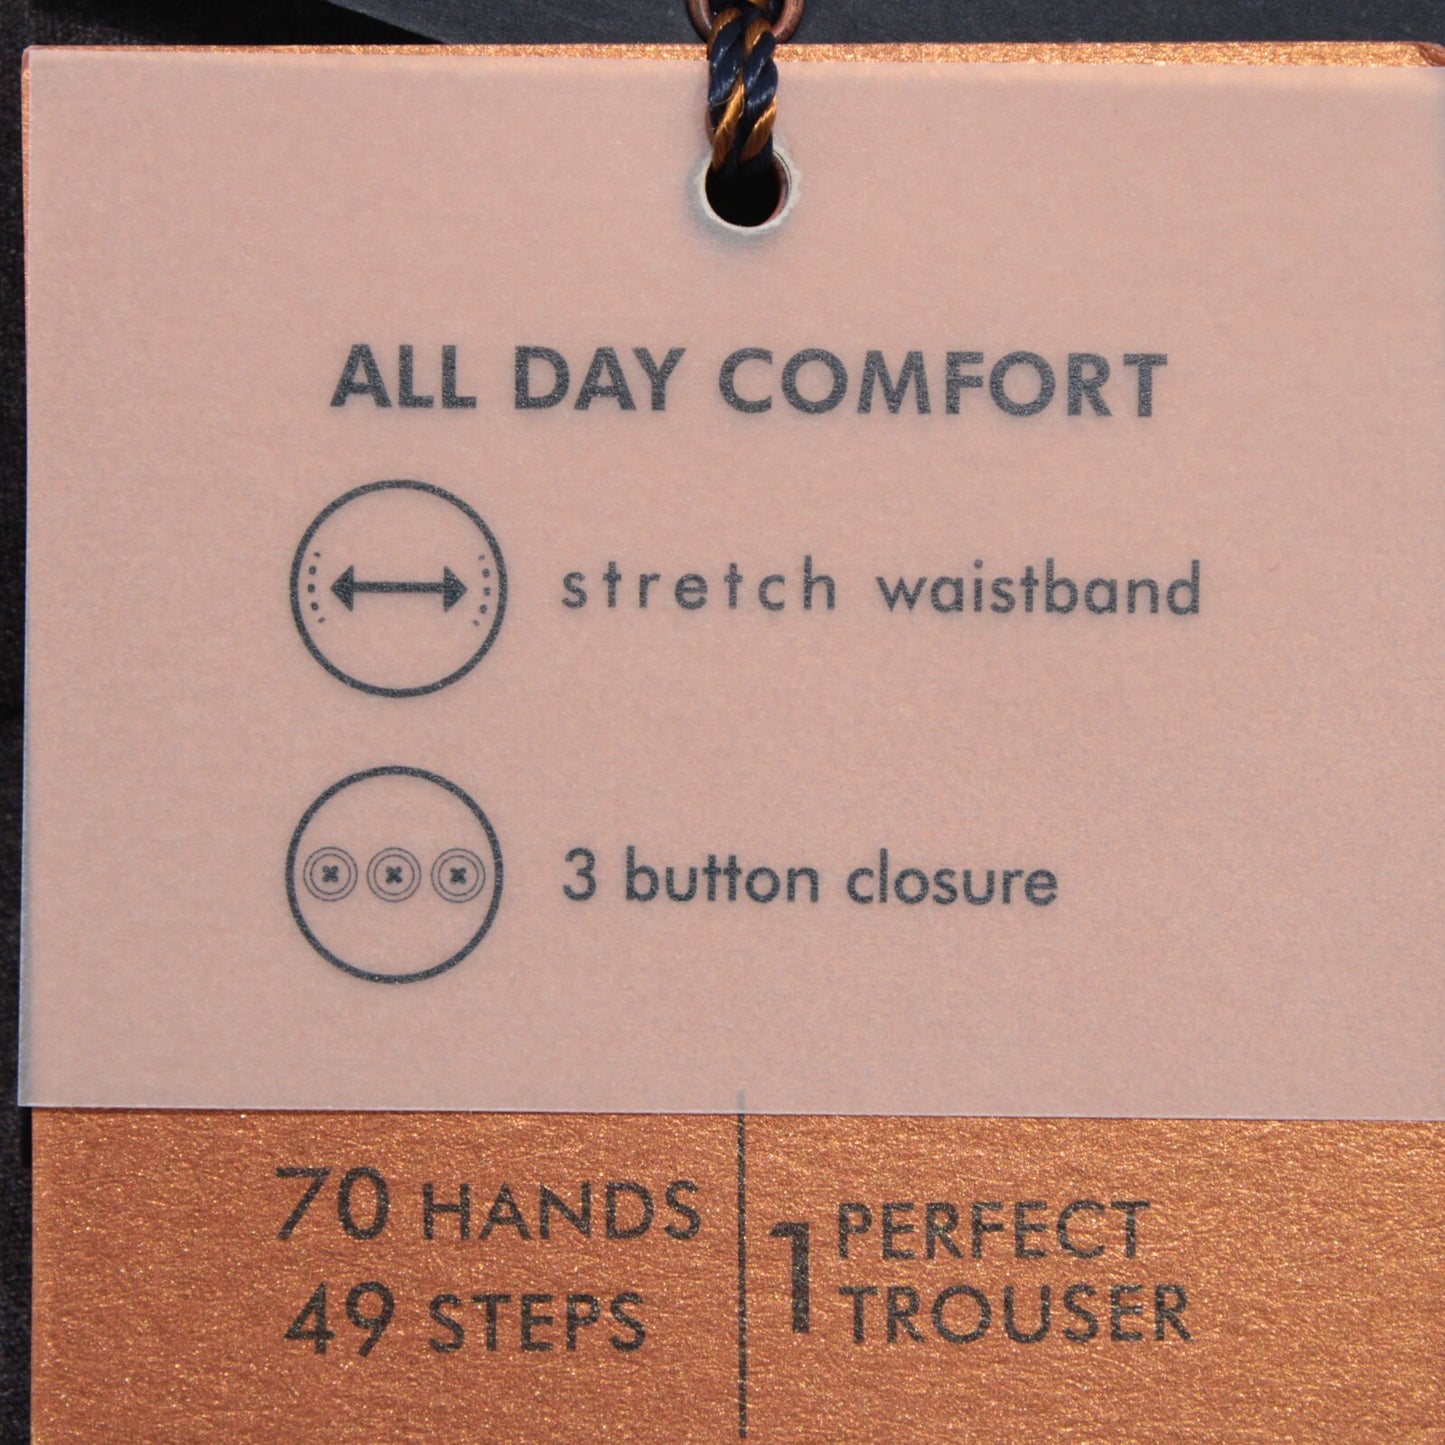 ALL DAY COMFORT
stretch waistband
3 button closure
70 HANDS
49 STEPS
1 PERFECT
TROUSER